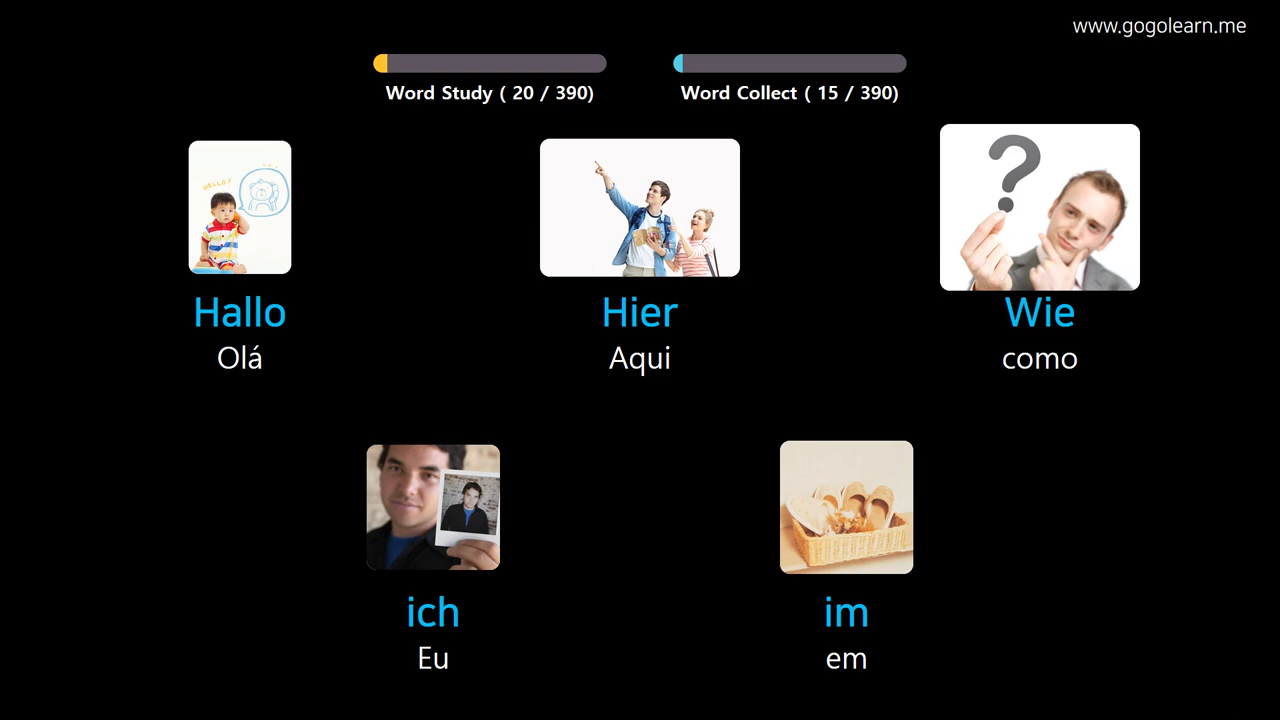 www.gogolearn.me
Word Study ( 20 / 390)
Word Collect ( 15 / 390)
HELLO!
Hallo
Hier
Wie
Olá
Aqui
como
?
ich
im
Eu
em